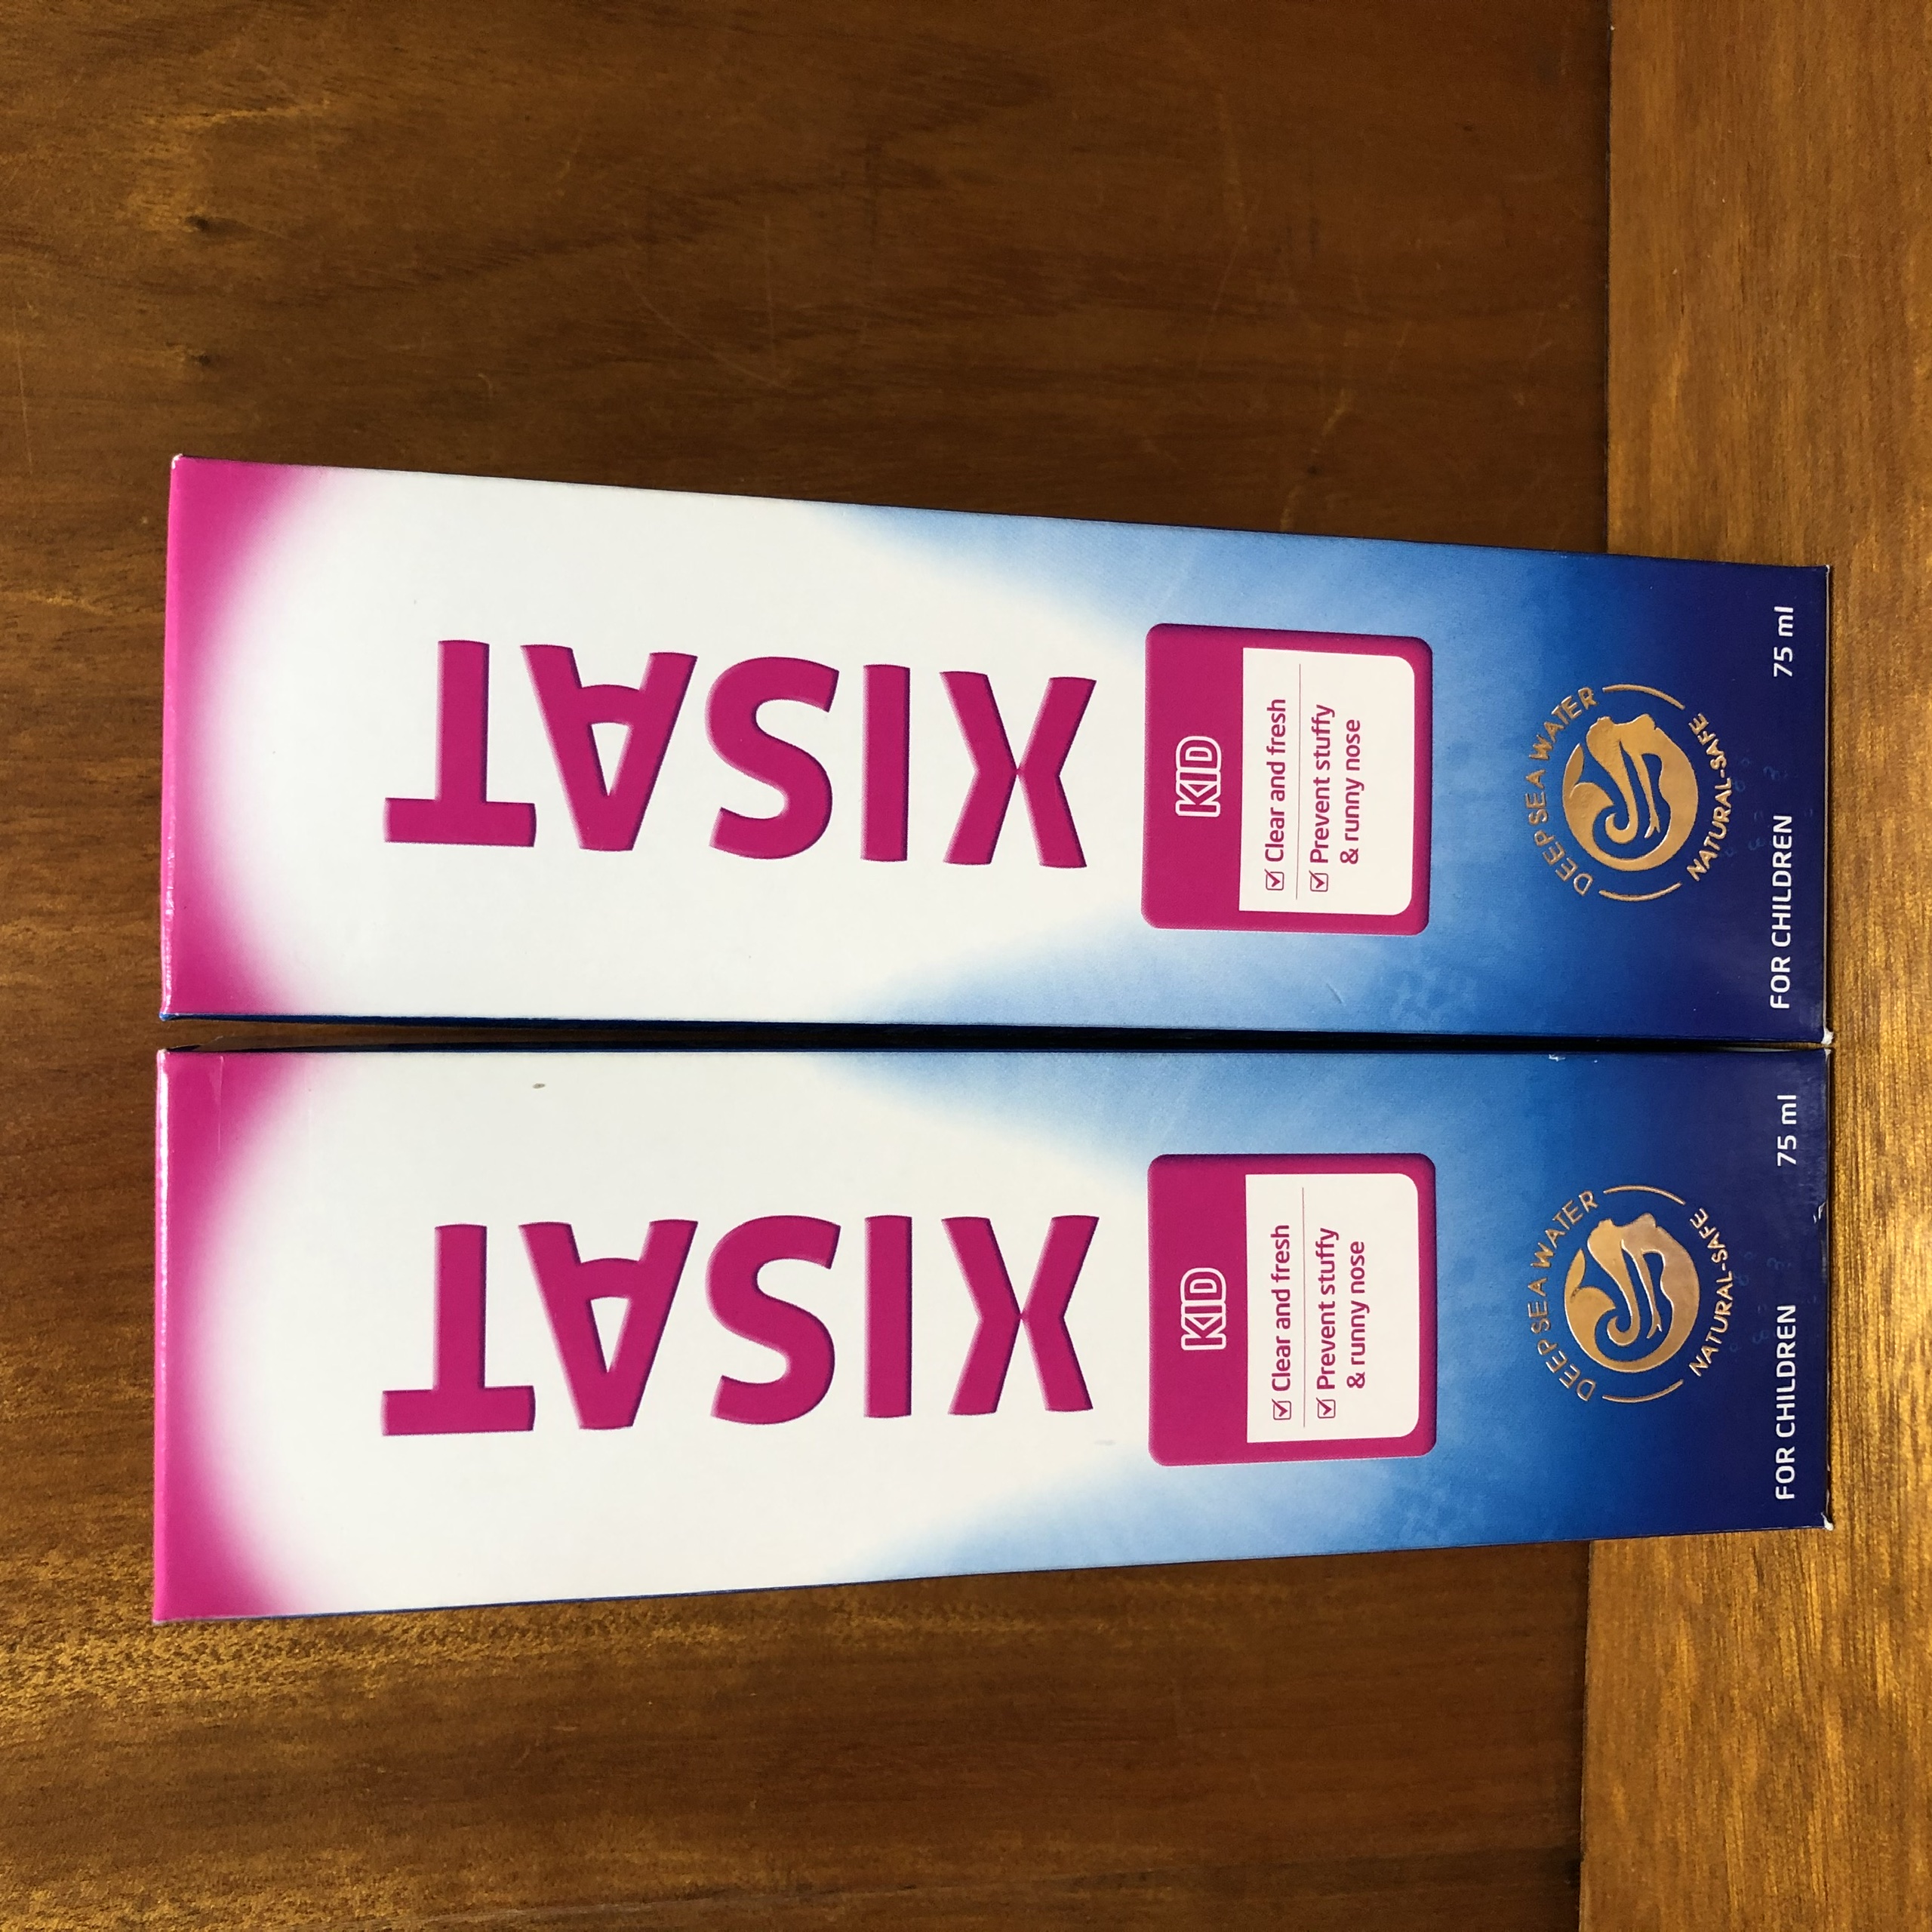 XISAT
KID
Clear and fresh
Prevent stuffy
& runny nose
DEEP SEA WATER
NATURAL-SAFE
FOR CHILDREN
75 ml
XISAT
KID
Clear and fresh
Prevent stuffy
& runny nose
DEEP SEA WATER
NATURAL-SAFE
FOR CHILDREN
75 ml